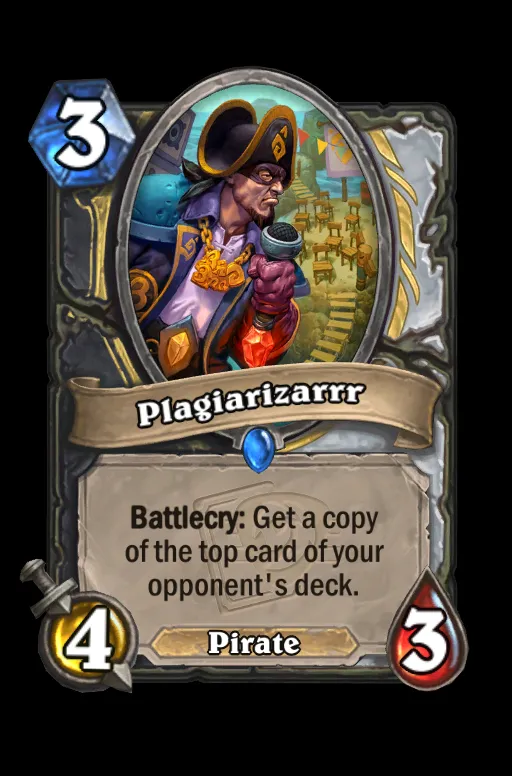 3
Plagiarizarrr
Battlecry: Get a copy
of the top card of your
opponent's deck.
4
Pirate
3